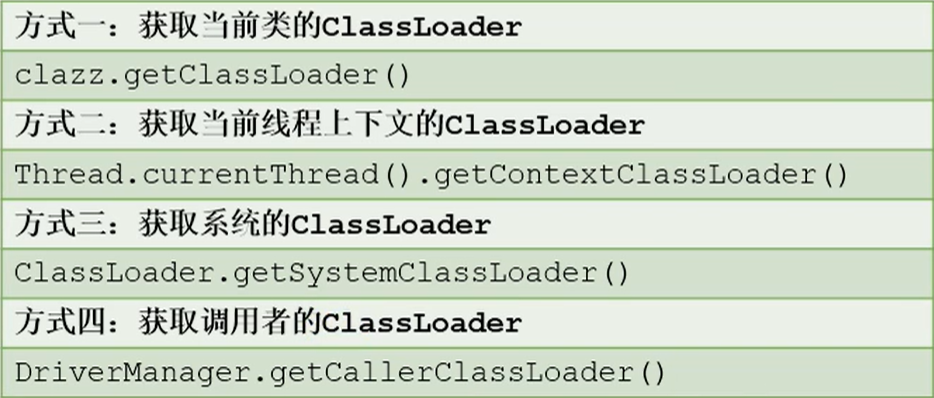 方式一：获取当前类的ClassLoader
clazz.getClassLoader()
方式二：获取当前线程上下文的ClassLoader
Thread.currentThread().getContextClassLoader()
方式三：获取系统的ClassLoader
ClassLoader.getSystemClassLoader()
方式四：获取调用者的ClassLoader
DriverManager.getCallerClassLoader()